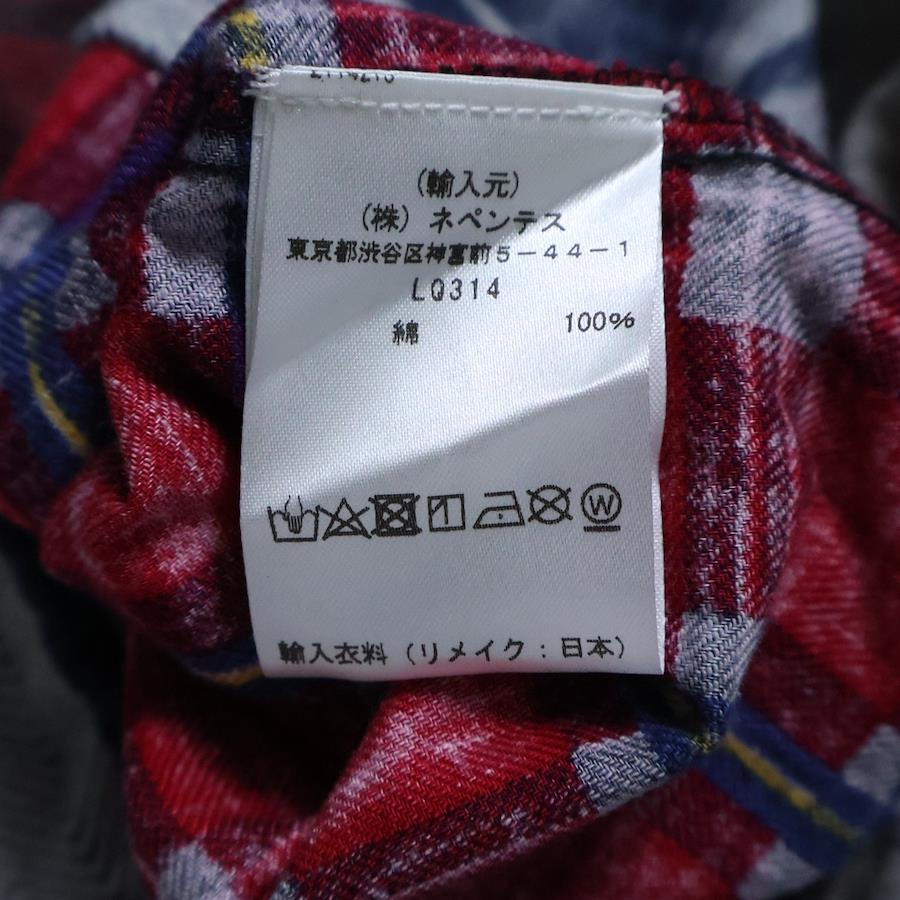 （輸入元）
（株）ネペンテス
東京都渋谷区神宮前５－４４－１
LQ314
綿 100%
W
輸入衣料（リメイク：日本）